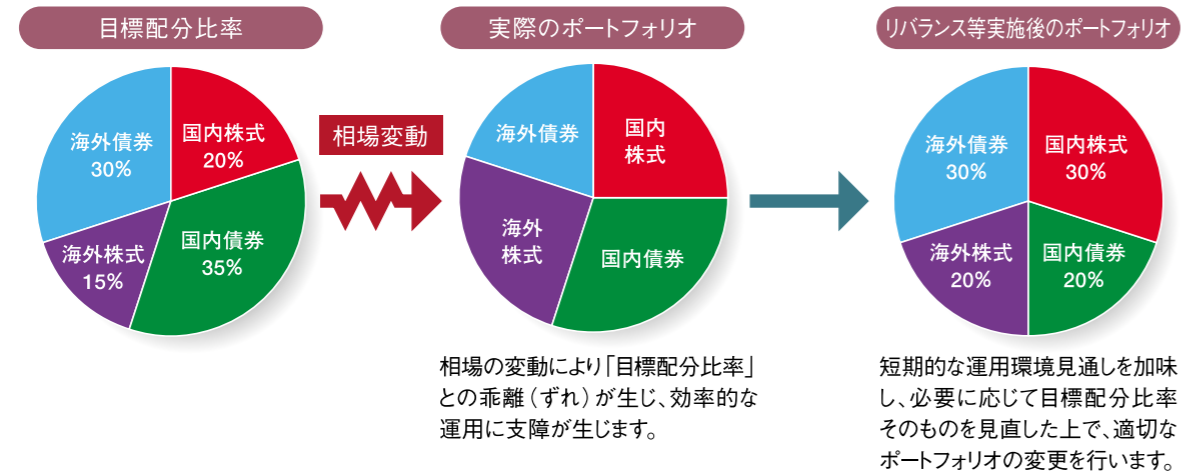 目標配分比率
海外債券
30%
国内株式
20%
海外株式
15%
国内債券
35%
相場変動
実際のポートフォリオ
海外債券
国内
株式
海外
株式
国内債券
相場の変動により「目標配分比率」
との乖離（ずれ）が生じ、効率的な
運用に支障が生じます。
リバランス等実施後のポートフォリオ
海外債券
30%
国内株式
30%
海外株式
20%
国内債券
20%
短期的な運用環境見通しを加味
し、必要に応じて目標配分比率
そのものを見直した上で、適切な
ポートフォリオの変更を行います。